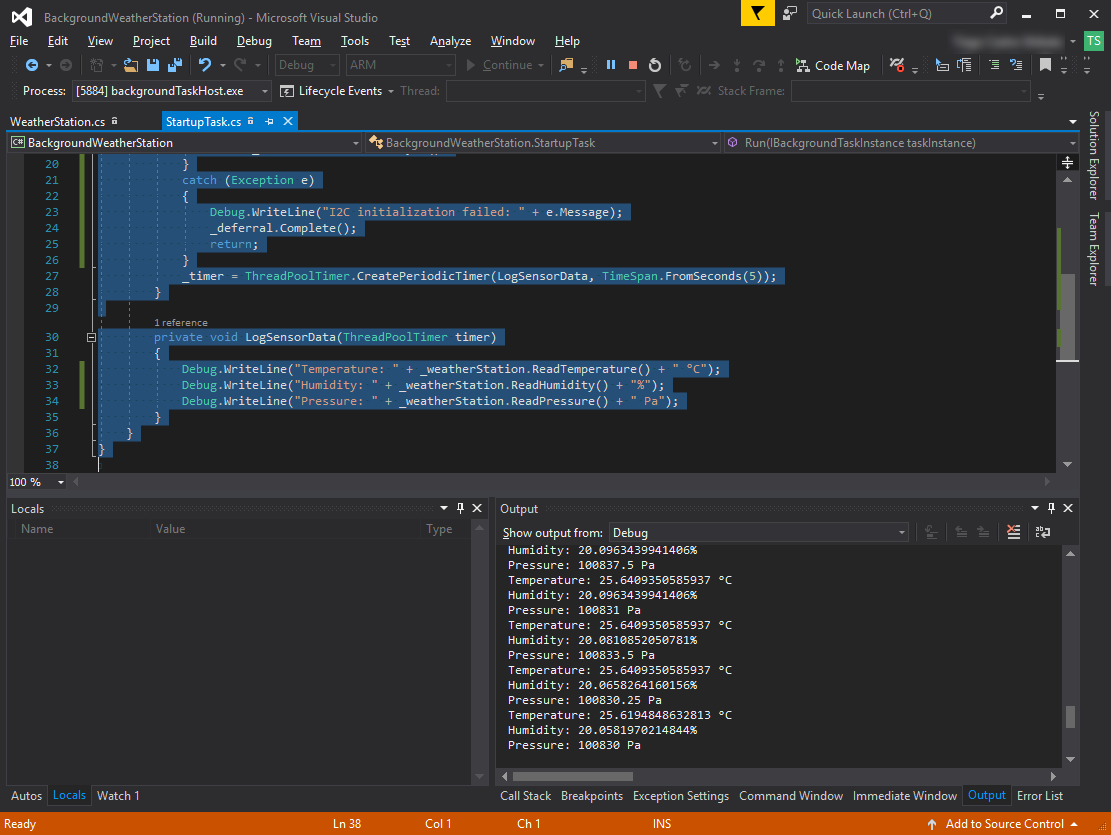 BackgroundWeatherStation (Running) - Microsoft Visual Studio
Quick Launch (Ctrl+Q)
File Edit View Project Build Debug Team Tools Test Analyze Window Help
TS
Debug ARM Continue Code Map
Process: [5884] backgroundTaskHost.exe Lifecycle Events Thread: Stack Frame:
WeatherStation.cs StartupTask.cs
C# BackgroundWeatherStation BackgroundWeatherStation.StartupTask Run(IBackgroundTaskInstance taskInstance)
Solution Explorer
Team Explorer
20 }
21 catch (Exception e)
22 {
23 Debug.WriteLine("I2C initialization failed: " + e.Message);
24 _deferral.Complete();
25 return;
26 }
27 _timer = ThreadPoolTimer.CreatePeriodicTimer(LogSensorData, TimeSpan.FromSeconds(5));
28 }
29
1 reference
30 private void LogSensorData(ThreadPoolTimer timer)
31 {
32 Debug.WriteLine("Temperature: " + _weatherStation.ReadTemperature() + " °C");
33 Debug.WriteLine("Humidity: " + _weatherStation.ReadHumidity() + "%");
34 Debug.WriteLine("Pressure: " + _weatherStation.ReadPressure() + " Pa");
35 }
36 }
37 }
38
100 %
Locals
Name Value Type
Autos Locals Watch 1
Output
Show output from: Debug
Humidity: 20.0963439941406%
Pressure: 100837.5 Pa
Temperature: 25.6409350585937 °C
Humidity: 20.0963439941406%
Pressure: 100831 Pa
Temperature: 25.6409350585937 °C
Humidity: 20.0810852050781%
Pressure: 100833.5 Pa
Temperature: 25.6409350585937 °C
Humidity: 20.0658264160156%
Pressure: 100830.25 Pa
Temperature: 25.6194848632813 °C
Humidity: 20.0581970214844%
Pressure: 100830 Pa
Call Stack Breakpoints Exception Settings Command Window Immediate Window Output Error List
Ready Ln 38 Col 1 Ch 1 INS Add to Source Control